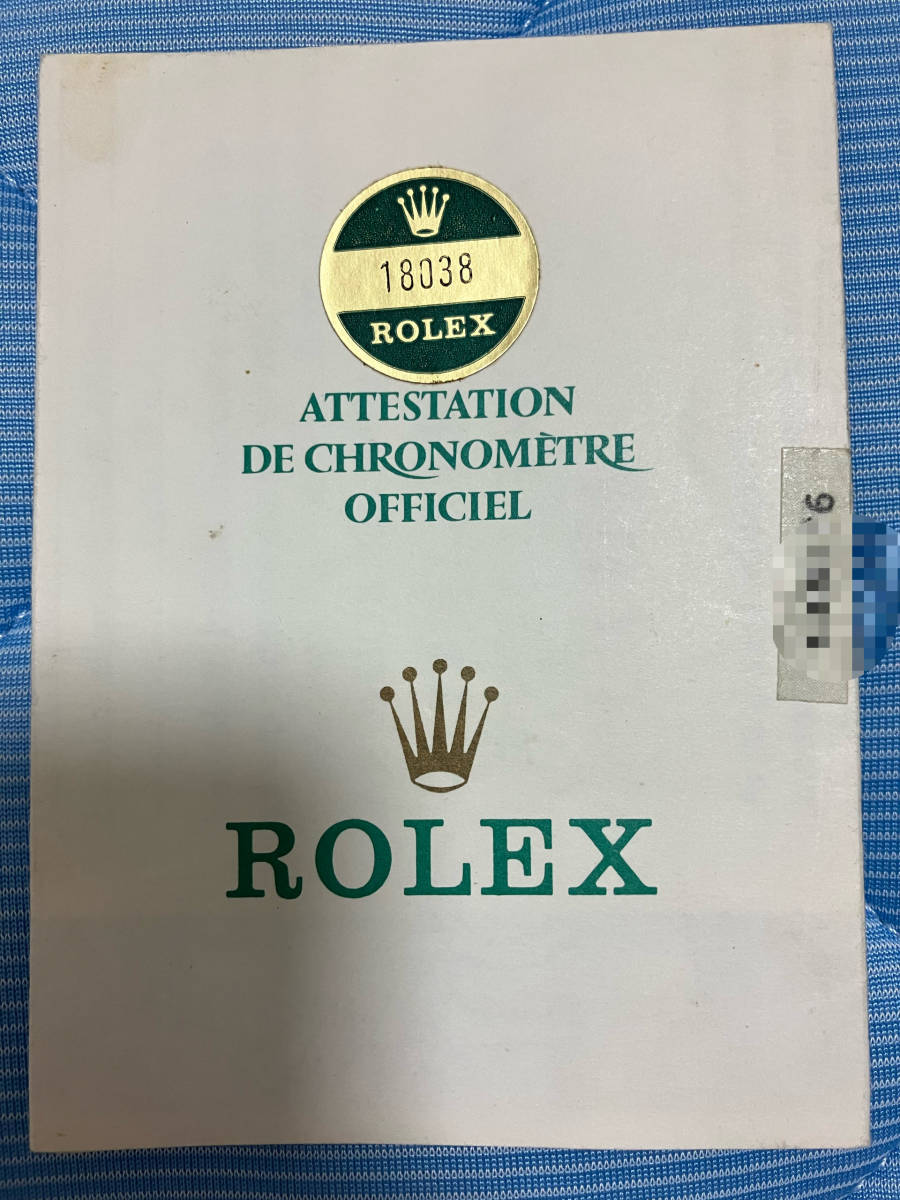 18038
ROLEX
ATTESTATION
DE CHRONOMÈTRE
OFFICIEL
ROLEX